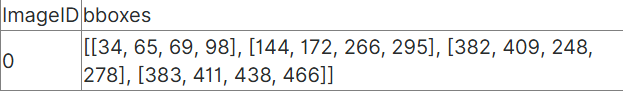 ImageID bboxes
0 [[34, 65, 69, 98], [144, 172, 266, 295], [382, 409, 248,
278], [383, 411, 438, 466]]